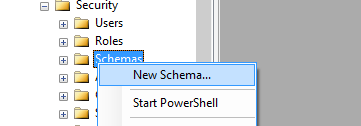 Security
Users
Roles
Schemas
New Schema...
Start PowerShell